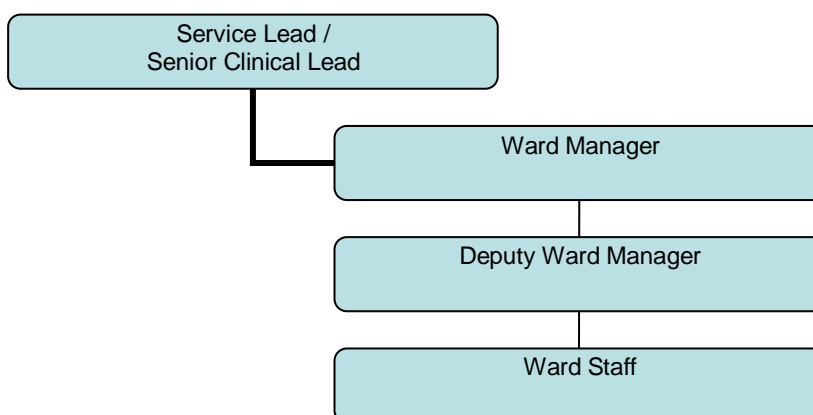 Service Lead /
Senior Clinical Lead
Ward Manager
Deputy Ward Manager
Ward Staff